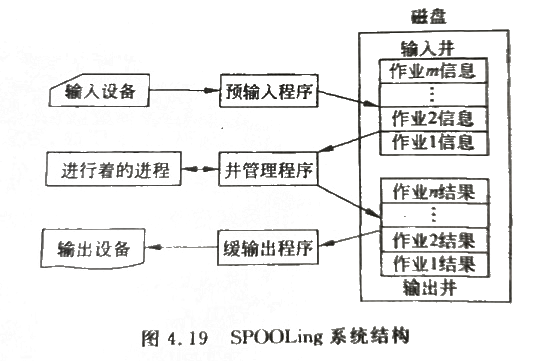 磁盘
输入井
作业m信息
⋮
作业2信息
作业1信息
输入设备
预输入程序
进行着的进程
井管理程序
作业n结果
⋮
作业2结果
作业1结果
输出井
输出设备
缓输出程序
图 4.19 SPOOLing 系统结构